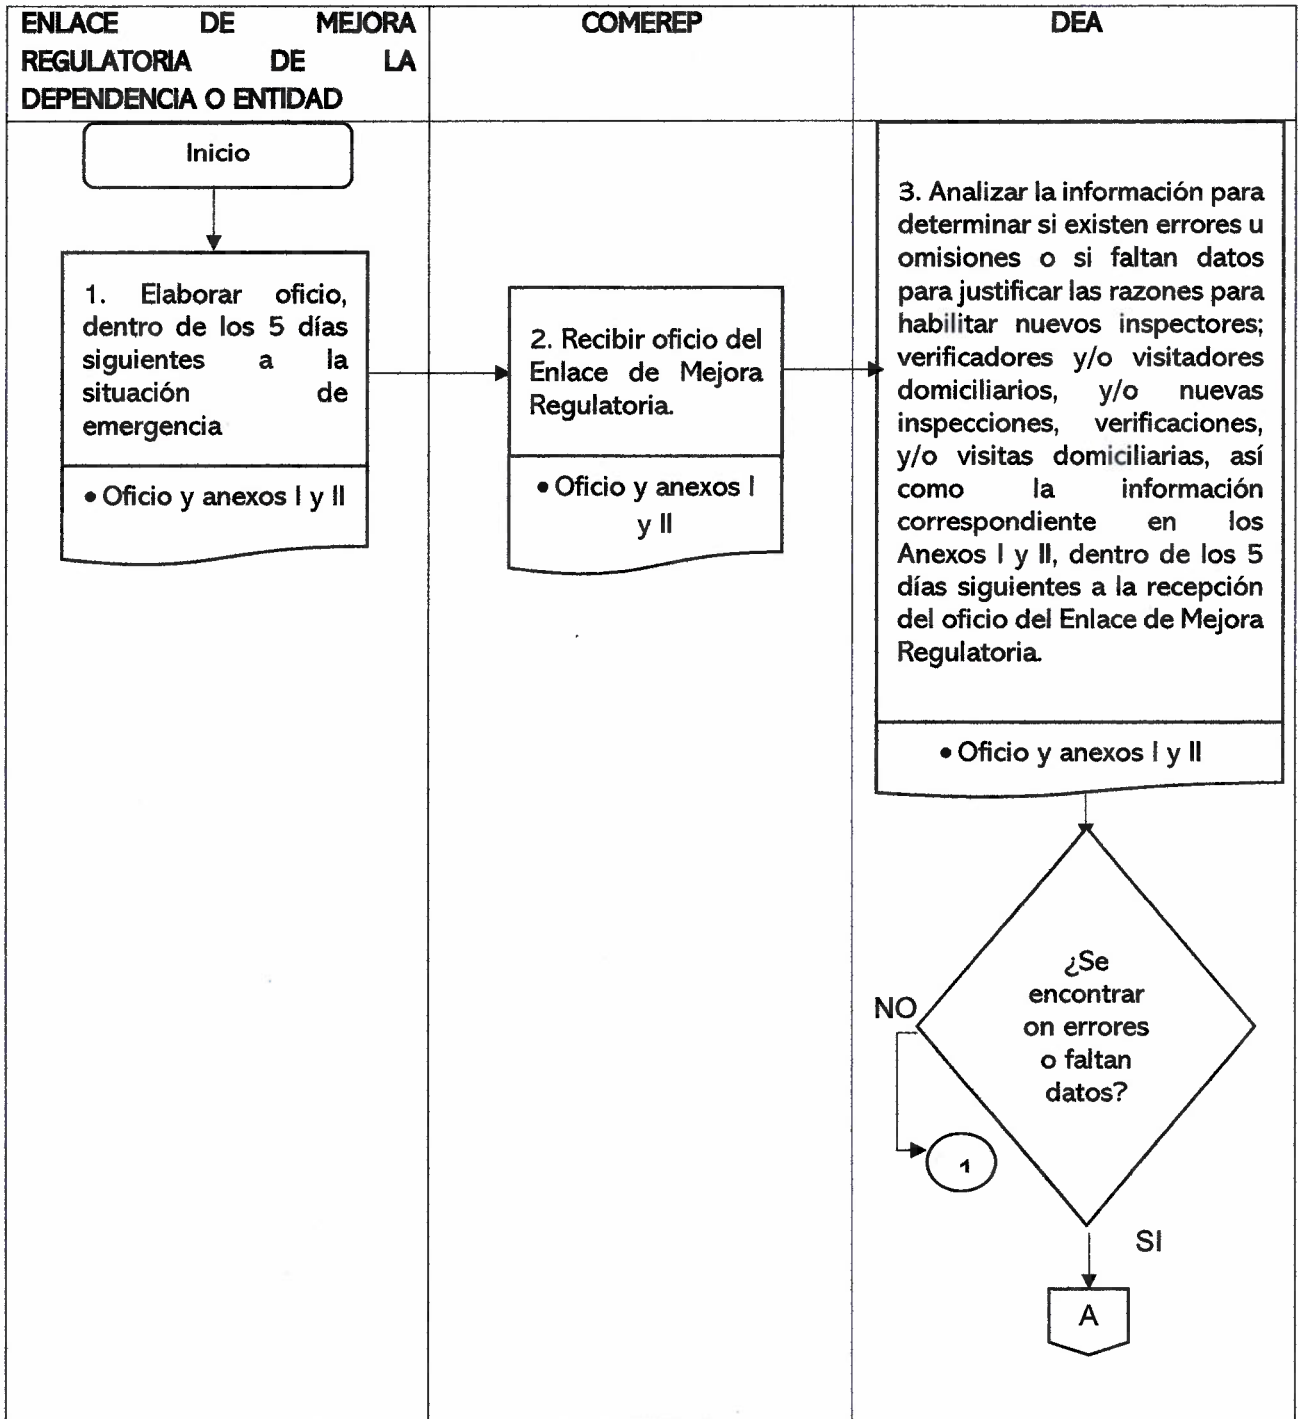 ENLACE DE MEJORA
REGULATORIA DE LA
DEPENDENCIA O ENTIDAD
COMEREP
DEA
Inicio
1. Elaborar oficio,
dentro de los 5 días
siguientes a la
situación de
emergencia
• Oficio y anexos I y II
2. Recibir oficio del
Enlace de Mejora
Regulatoria.
• Oficio y anexos I
y II
3. Analizar la información para
determinar si existen errores u
omisiones o si faltan datos
para justificar las razones para
habilitar nuevos inspectores;
verificadores y/o visitadores
domiciliarios, y/o nuevas
inspecciones, verificaciones,
y/o visitas domiciliarias, así
como la información
correspondiente en los
Anexos I y II, dentro de los 5
días siguientes a la recepción
del oficio del Enlace de Mejora
Regulatoria.
• Oficio y anexos I y II
¿Se
encontrar
on errores
o faltan
datos?
NO
1
SI
A